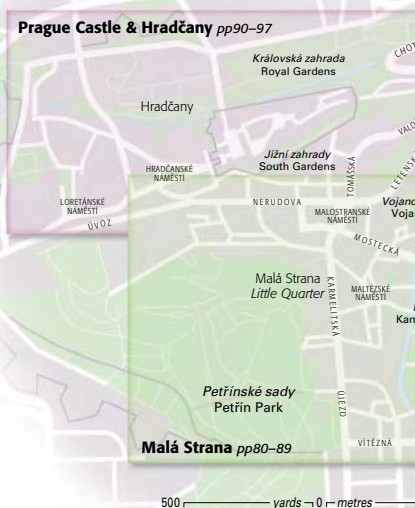 Prague Castle & Hradčany pp90–97
Královská zahrada
Royal Gardens
Hradčany
Jižní zahrady
South Gardens
HRADČANSKÉ
NÁMĚSTÍ
TOMÁŠSKÁ
LORETÁNSKÉ
NÁMĚSTÍ
ÚVOZ
NERUDOVA
MALOSTRANSKÉ
NÁMĚSTÍ
MOSTECKÁ
Malá Strana
Little Quarter
KARMELITSKÁ
MALTÉZSKÉ
NÁMĚSTÍ
Petřínské sady
Petřín Park
ÚJEZD
VÍTĚZNÁ
Malá Strana pp80–89
500 yards 0 metres